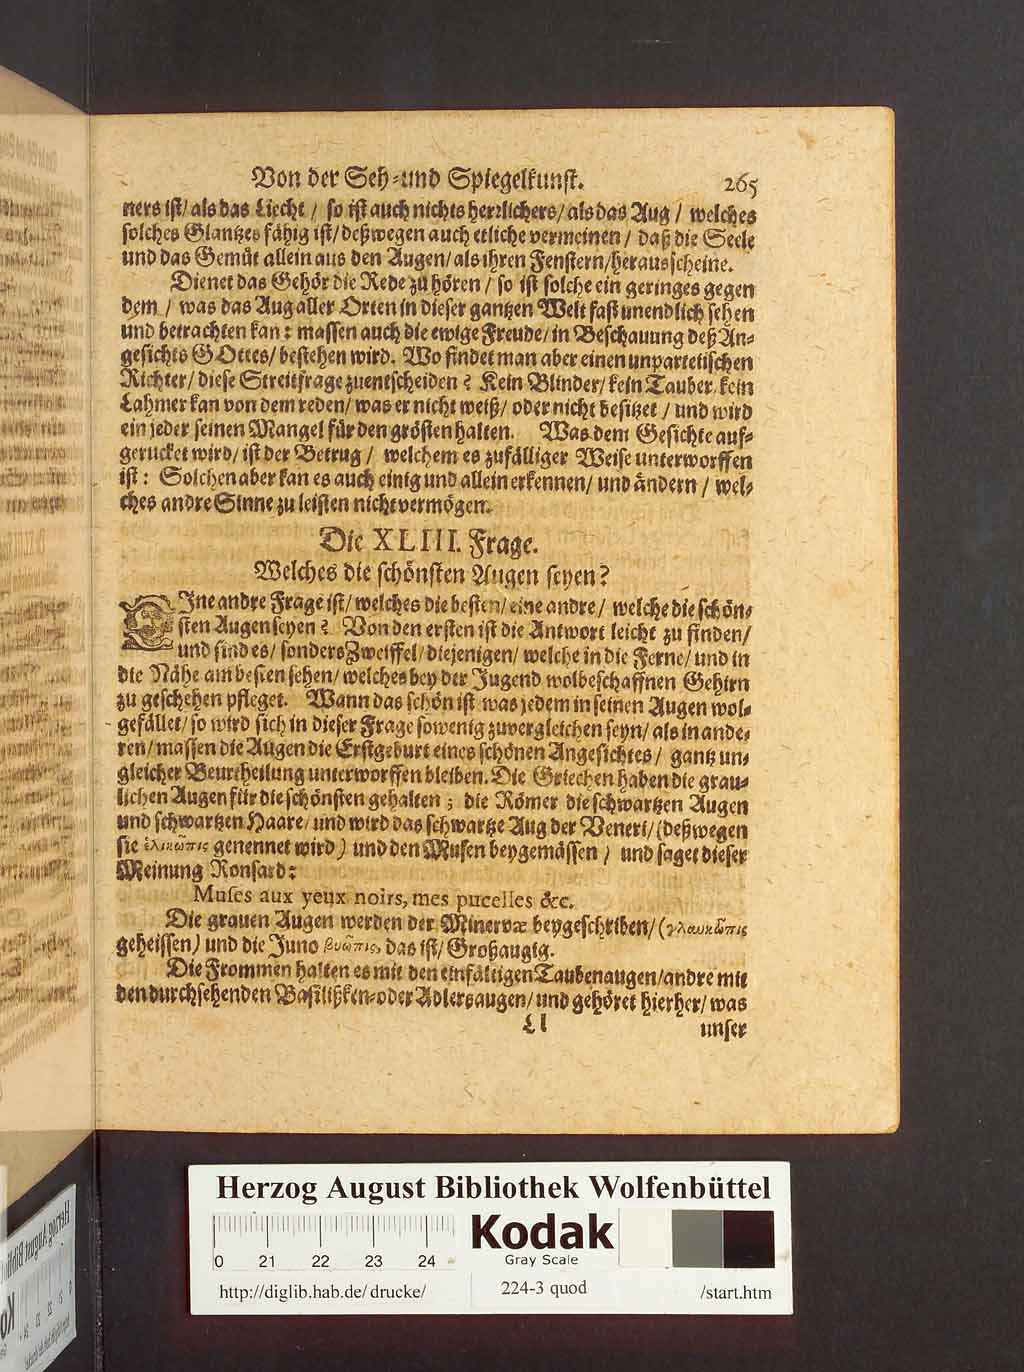 Von der Seh-und Spiegelkunst. 265
ners ist/ als das Liecht / so ist auch nichts herrlichers/ als das Aug / welches
solches Glantzes fähig ist/ deßwegen auch etliche vermeinen / daß die Seele
und das Gemüt allein aus den Augen/ als ihren Fenstern/ herausscheine.
Dienet das Gehör die Rede zu hören / so ist solche ein geringes gegen
dem / was das Aug aller Orten in dieser gantzen Welt fast unendlich sehen
und betrachten kan: massen auch die ewige Freude/ in Beschauung deß An-
gesichts GOttes/ bestehen wird. Wo findet man aber einen unparteiischen
Richter/ diese Streitfrage zuentscheiden? Kein Blinder/ kein Tauber, kein
Lahmer kan von dem reden/ was er nicht weiß/ oder nicht besitzet / und wird
ein jeder seinen Mangel für den grösten halten. Was dem Gesichte auf-
gerucket wird/ ist der Betrug / welchem es zufälliger Weise unterworffen
ist: Solchen aber kan es auch einig und allein erkennen/ und ändern / wel-
ches andre Sinne zu leisten nicht vermögen.
Die XLIII. Frage.
Welches die schönsten Augen seyen?
EIne andre Frage ist/ welches die besten/ eine andre/ welche die schön-
sten Augen seyen? Von den ersten ist die Antwort leicht zu finden/
und sind es/ sonders Zweiffel/ diejenigen/ welche in die Ferne/ und in
die Nähe am besten sehen/ welches bey der Jugend wolbeschaffnen Gehirn
zu geschehen pfleget. Wann das schön ist was jedem in seinen Augen wol-
gefället/ so wird sich in dieser Frage sowenig zuvergleichen seyn/ als in ande-
ren/ massen die Augen die Erstgeburt eines schönen Angesichtes/ gantz un-
gleicher Beurtheilung unterworffen bleiben. Die Griechen haben die grau-
lichen Augen für die schönsten gehalten; die Römer die schwartzen Augen
und schwartzen Haare/ und wird das schwartze Aug der Veneri/ (deßwegen
sie ἑλικῶπις genennet wird) und den Musen beygemässen / und saget dieser
Meinung Ronsard:
Muses aux yeux noirs, mes pucelles &c.
Die grauen Augen werden der Minervæ beygeschriben/ (γλαυκῶπις
geheissen) und die Juno βυῶπις, das ist/ Großaugig.
Die Frommen halten es mit den einfältigen Taubenaugen/ andre mit
den durchsehenden Basilißken-oder Adlersaugen/ und gehöret hierher/ was
Ll unser
Herzog August Bibliothek Wolfenbüttel
0 21 22 23 24
Kodak
Gray Scale
http://diglib.hab.de/drucke/ 224-3 quod /start.htm